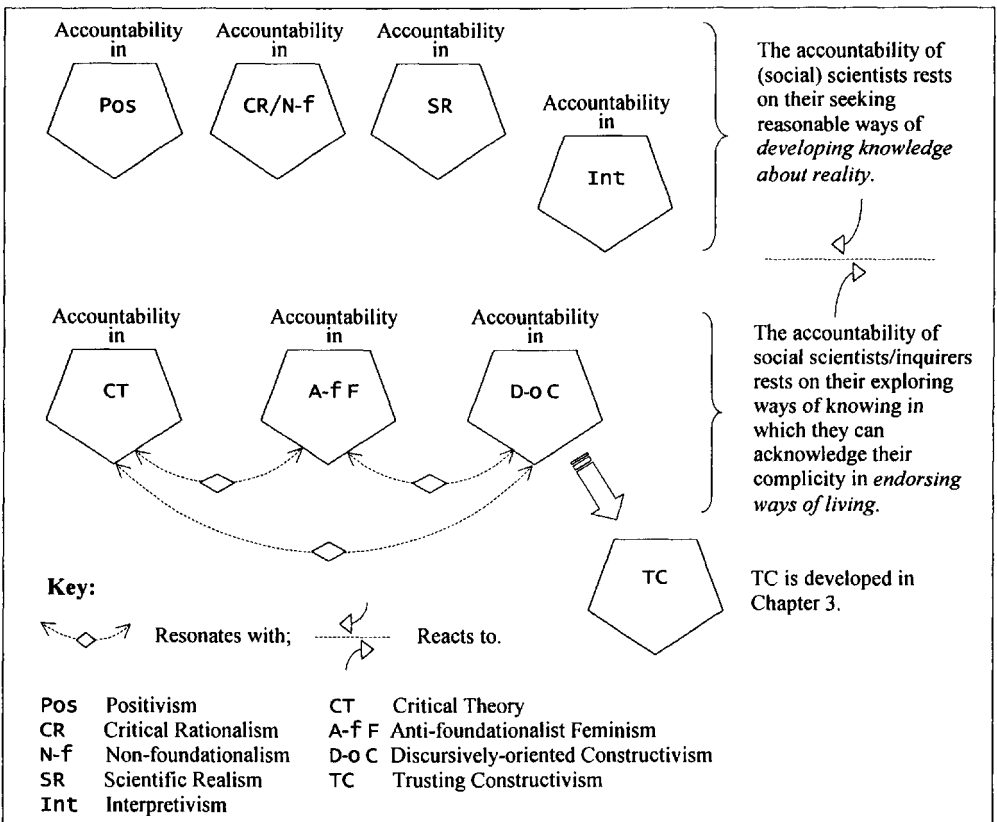 Accountability
in
Pos
Accountability
in
CR/N-f
Accountability
in
SR
Accountability
in
Int
The accountability of
(social) scientists rests
on their seeking
reasonable ways of
developing knowledge
about reality.
Accountability
in
CT
Accountability
in
A-f F
Accountability
in
D-o C
The accountability of
social scientists/inquirers
rests on their exploring
ways of knowing in
which they can
acknowledge their
complicity in endorsing
ways of living.
TC
TC is developed in
Chapter 3.
Key:
Resonates with; Reacts to.
Pos Positivism
CR Critical Rationalism
N-f Non-foundationalism
SR Scientific Realism
Int Interpretivism
CT Critical Theory
A-f F Anti-foundationalist Feminism
D-o C Discursively-oriented Constructivism
TC Trusting Constructivism